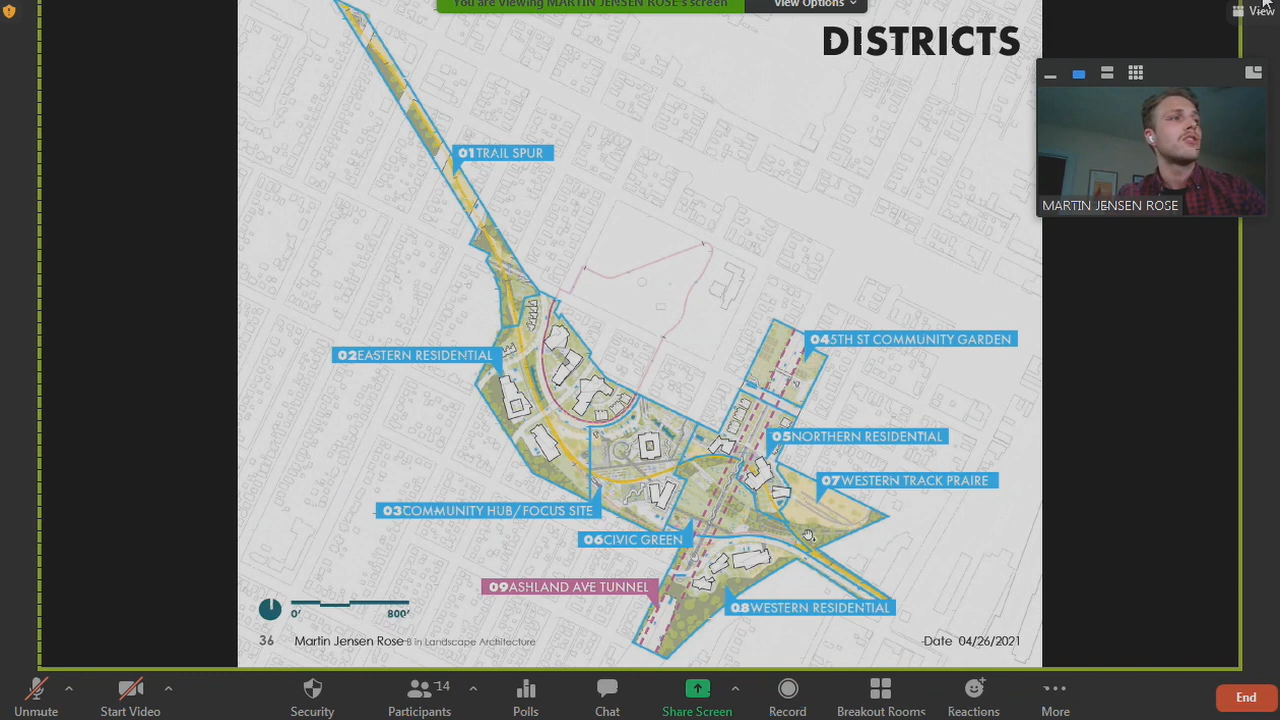 You are viewing MARTIN JENSEN ROSE's screen
View Options
View
DISTRICTS
MARTIN JENSEN ROSE
01 TRAIL SPUR
04 5TH ST COMMUNITY GARDEN
02 EASTERN RESIDENTIAL
05 NORTHERN RESIDENTIAL
07 WESTERN TRACK PRAIRE
03 COMMUNITY HUB/FOCUS SITE
06 CIVIC GREEN
09 ASHLAND AVE TUNNEL
08 WESTERN RESIDENTIAL
0' 800'
36 Martin Jensen Rose-B in Landscape Architecture
Date 04/26/2021
14
Unmute
Start Video
Security
Participants
Polls
Chat
Share Screen
Record
Breakout Rooms
Reactions
More
End